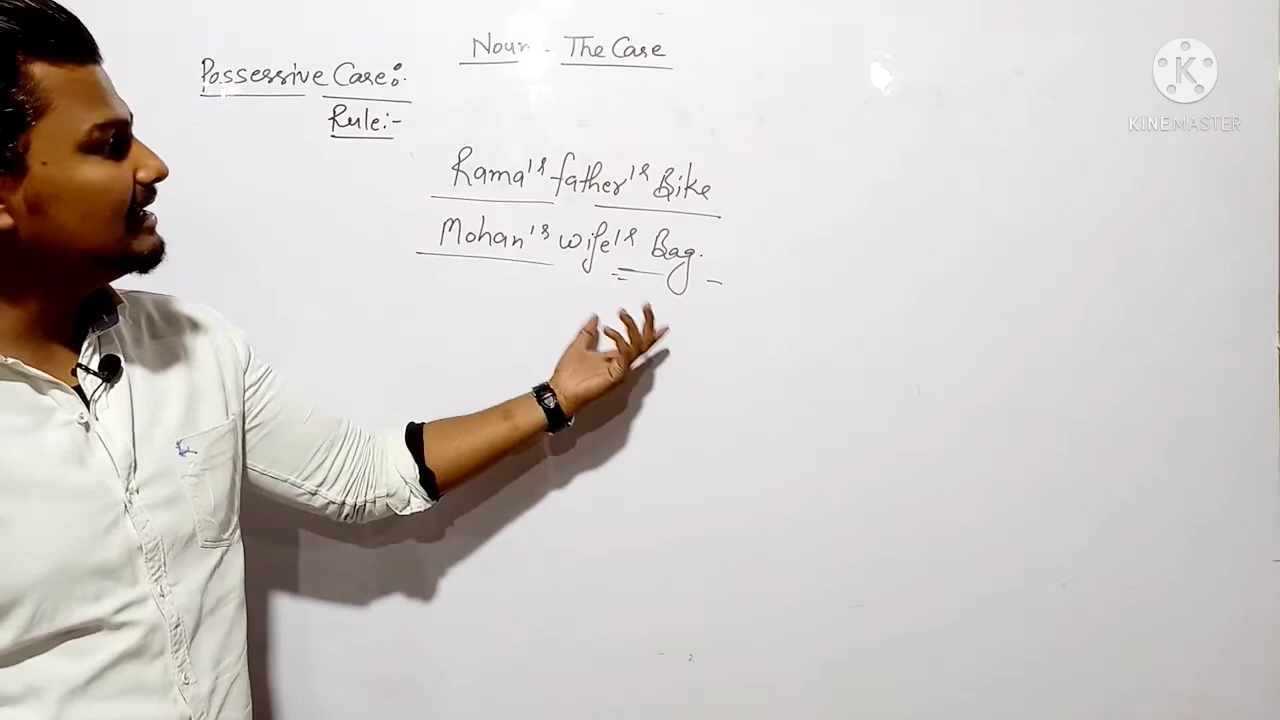 Noun - The Case
Possessive Case:-
Rule:-
Rama's father's Bike
Mohan's wife's Bag.
K
KINEMASTER